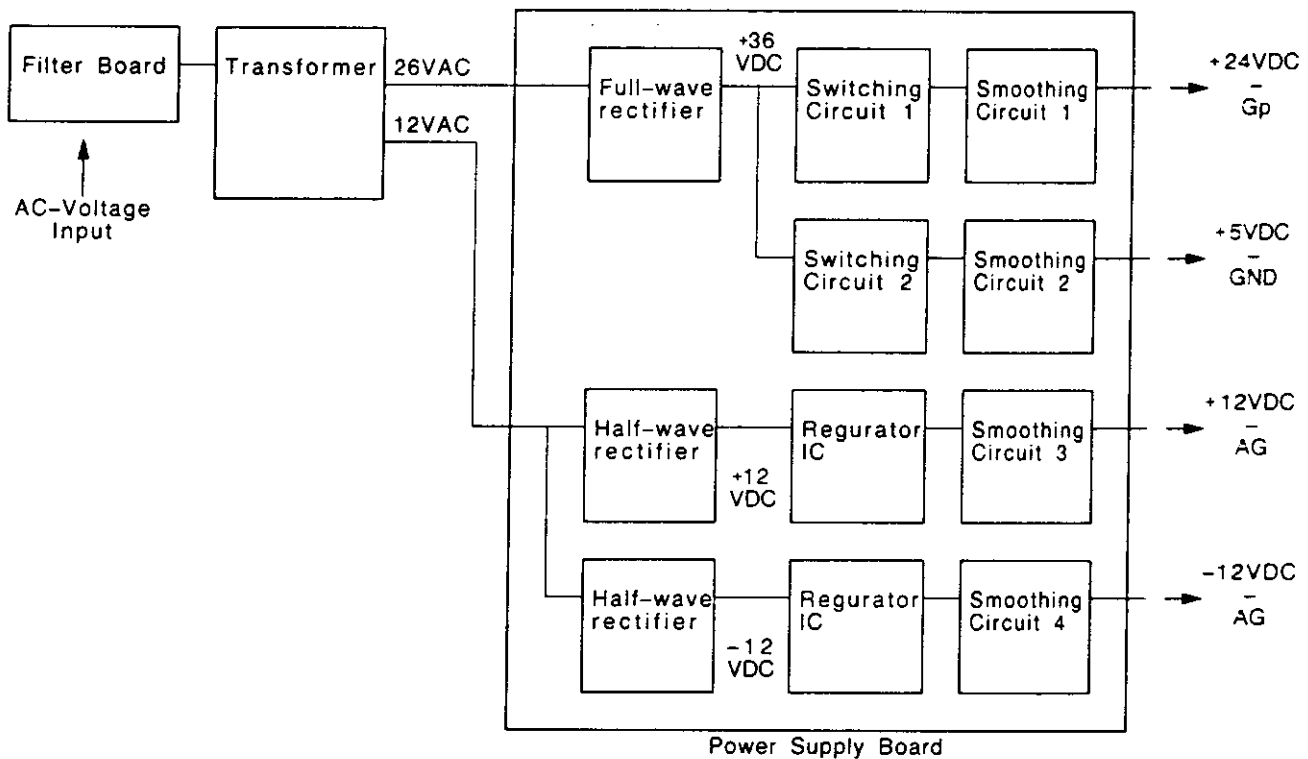 Filter Board
AC-Voltage
Input
Transformer
26VAC
12VAC
Full-wave
rectifier
+36
VDC
Switching
Circuit 1
Smoothing
Circuit 1
+24VDC
–
Gp
Switching
Circuit 2
Smoothing
Circuit 2
+5VDC
–
GND
Half-wave
rectifier
+12
VDC
Regurator
IC
Smoothing
Circuit 3
+12VDC
–
AG
Half-wave
rectifier
-12
VDC
Regurator
IC
Smoothing
Circuit 4
-12VDC
–
AG
Power Supply Board